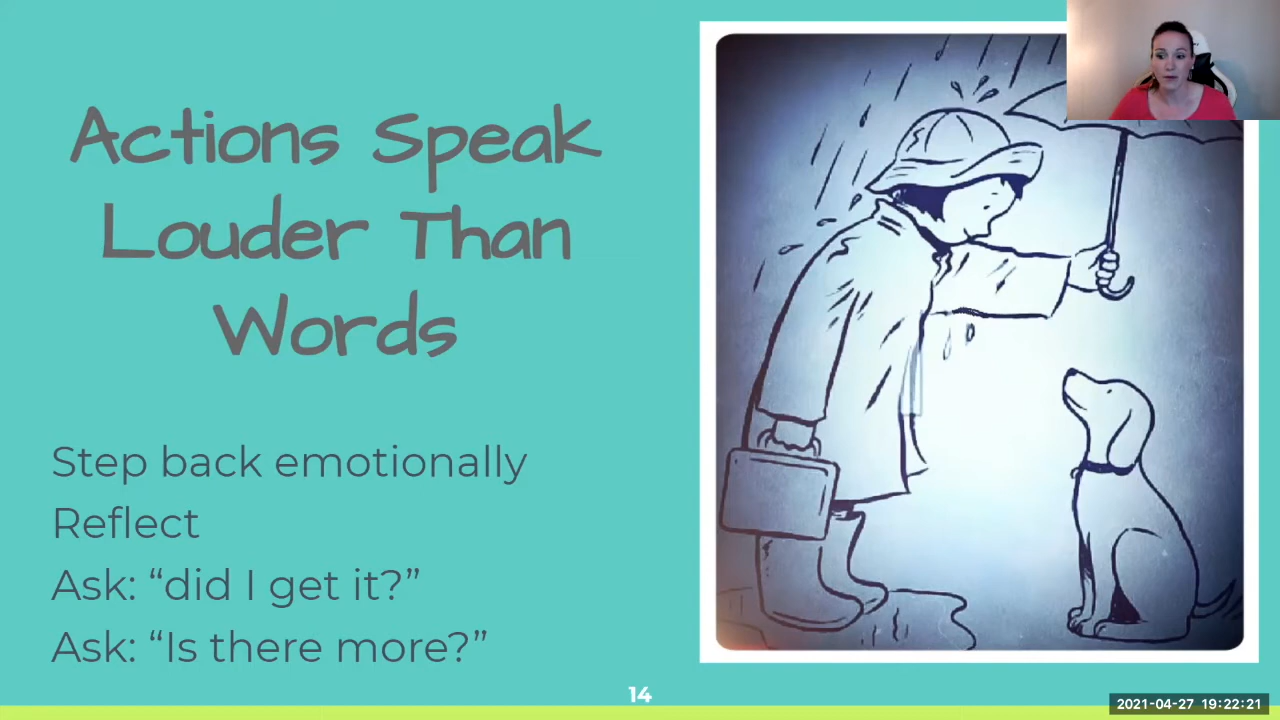 Actions Speak
Louder Than
Words
Step back emotionally
Reflect
Ask: “did I get it?”
Ask: “Is there more?”
14
2021-04-27 19:22:21